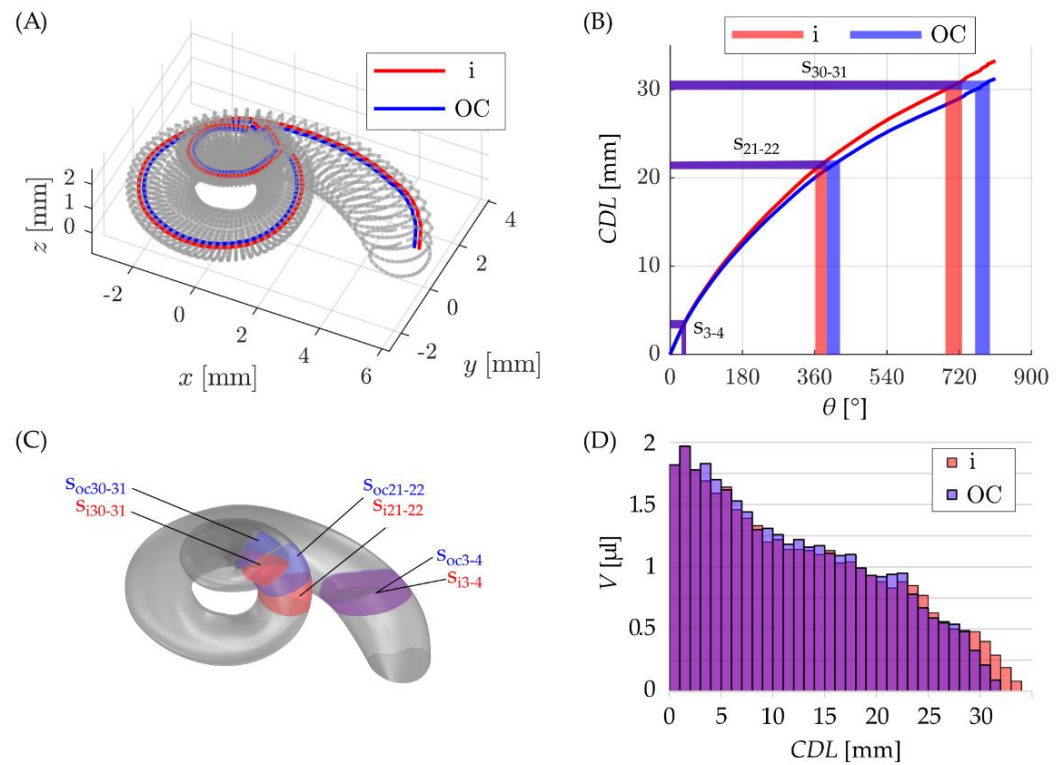 (A)
i
OC
z [mm]
2
1
0
-2
0
2
4
6
x [mm]
4
2
0
-2
y [mm]
(B)
i
OC
CDL [mm]
30
20
10
0
s30-31
s21-22
s3-4
0 180 360 540 720 900
θ [°]
(C)
soc30-31
si30-31
soc21-22
si21-22
soc3-4
si3-4
(D)
i
OC
V [μl]
2
1.5
1
0.5
0
0 5 10 15 20 25 30
CDL [mm]